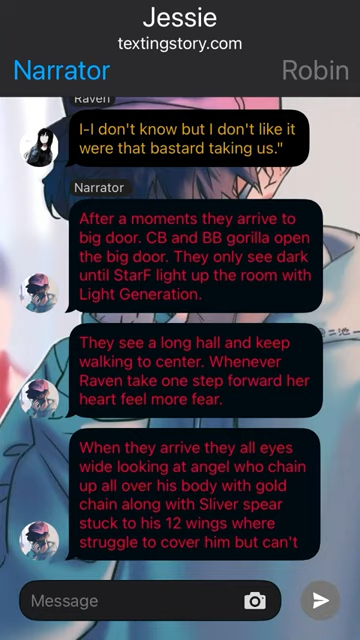 Jessie
textingstory.com
Narrator
Robin
Raven
I-I don't know but I don't like it
were that bastard taking us."
Narrator
After a moments they arrive to
big door. CB and BB gorilla open
the big door. They only see dark
until StarF light up the room with
Light Generation.
They see a long hall and keep
walking to center. Whenever
Raven take one step forward her
heart feel more fear.
When they arrive they all eyes
wide looking at angel who chain
up all over his body with gold
chain along with Sliver spear
stuck to his 12 wings where
struggle to cover him but can't
Message